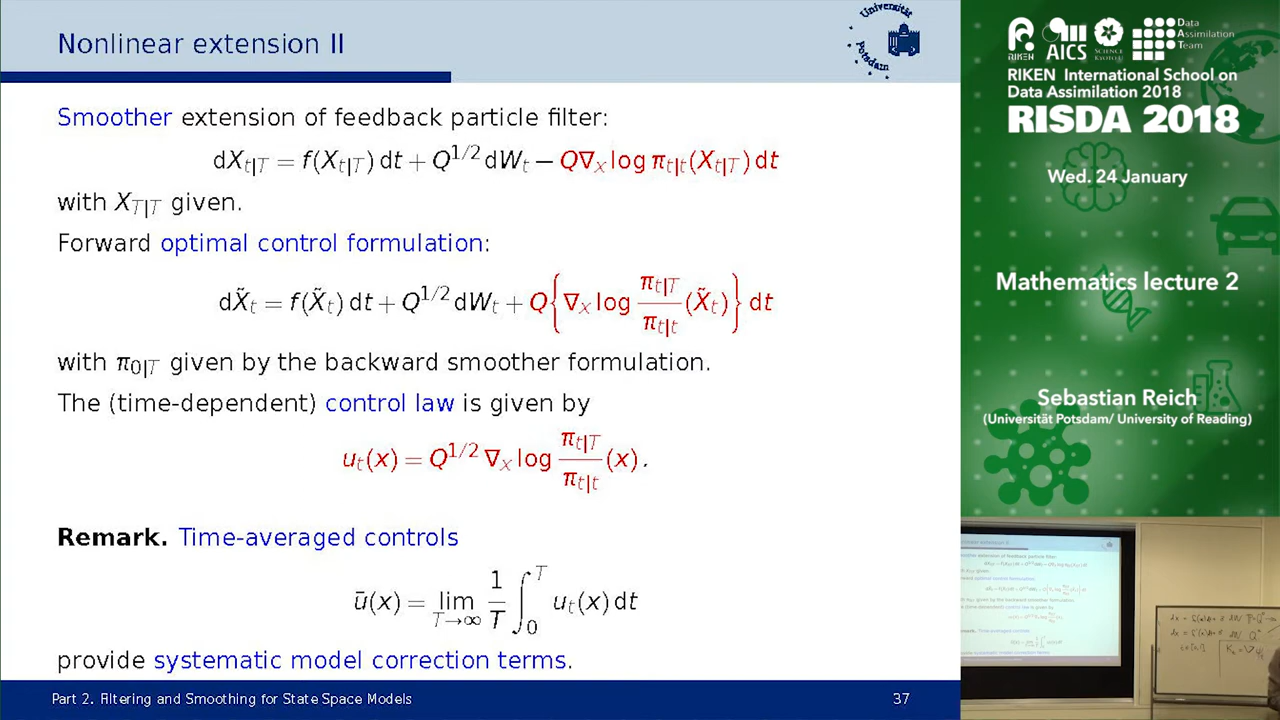 Nonlinear extension II
Universität
Potsdam
Smoother extension of feedback particle filter:
dX_{t|T} = f(X_{t|T}) dt + Q^{1/2} dW_t − Q∇_x log π_{t|t}(X_{t|T}) dt
with X_{T|T} given.
Forward optimal control formulation:
dX̃_t = f(X̃_t) dt + Q^{1/2} dW_t + Q{∇_x log π_{t|T}/π_{t|t} (X̃_t)} dt
with π_{0|T} given by the backward smoother formulation.
The (time-dependent) control law is given by
u_t(x) = Q^{1/2} ∇_x log π_{t|T}/π_{t|t} (x) .
Remark. Time-averaged controls
ū(x) = lim_{T→∞} 1/T ∫_0^T u_t(x) dt
provide systematic model correction terms.
Part 2. Filtering and Smoothing for State Space Models
37
RIKEN
AICS
SCIENCE
Data
Assimilation
Team
RIKEN International School on
Data Assimilation 2018
RISDA 2018
Wed. 24 January
Mathematics lecture 2
Sebastian Reich
(Universität Potsdam/ University of Reading)